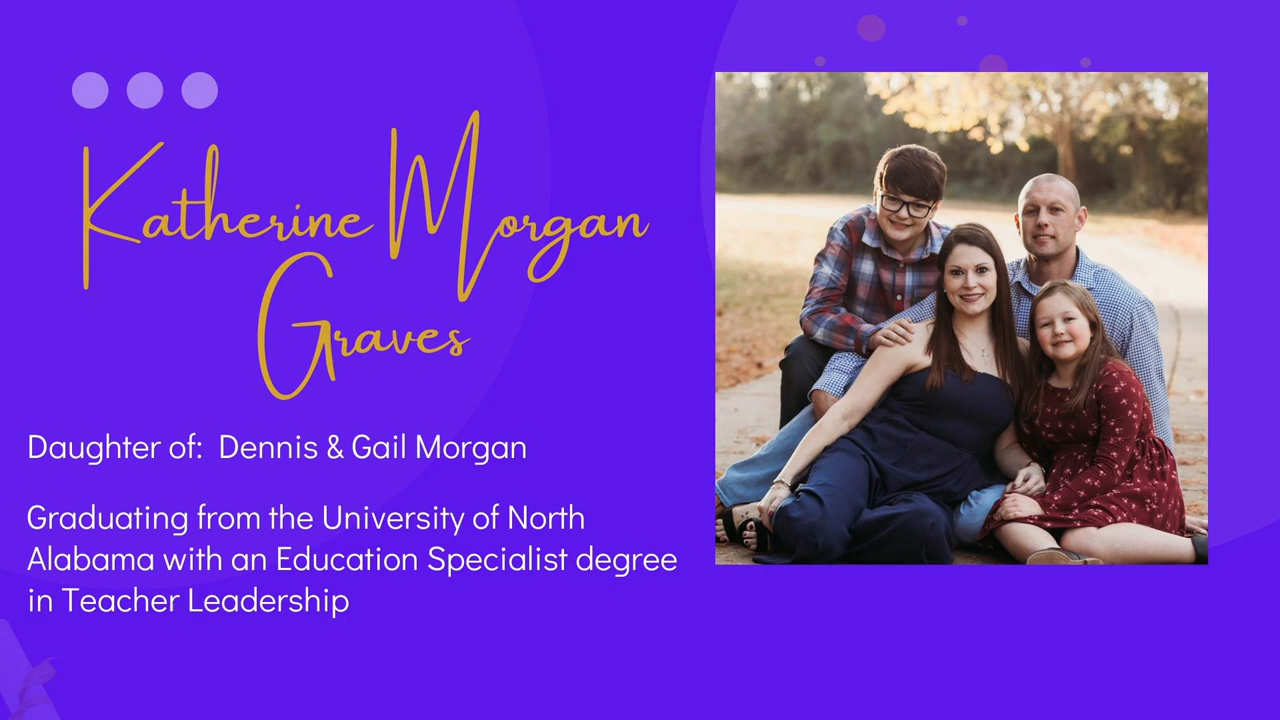 Katherine Morgan
Graves
Daughter of: Dennis & Gail Morgan
Graduating from the University of North
Alabama with an Education Specialist degree
in Teacher Leadership